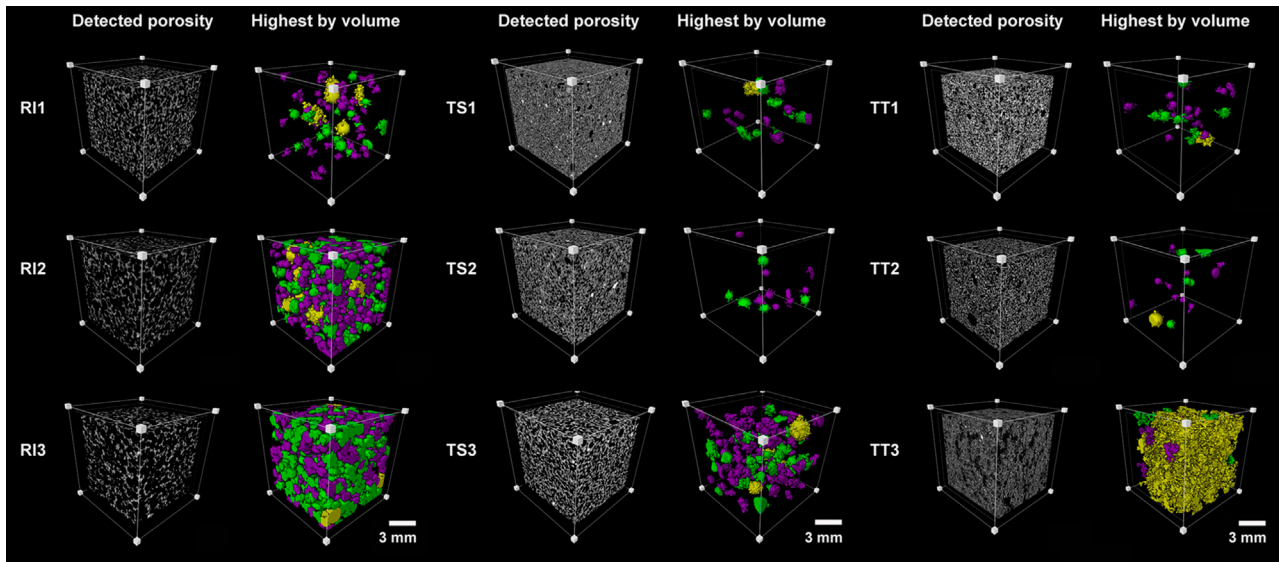 Detected porosity Highest by volume Detected porosity Highest by volume Detected porosity Highest by volume
RI1 TS1 TT1
RI2 TS2 TT2
RI3 TS3 TT3
3 mm 3 mm 3 mm